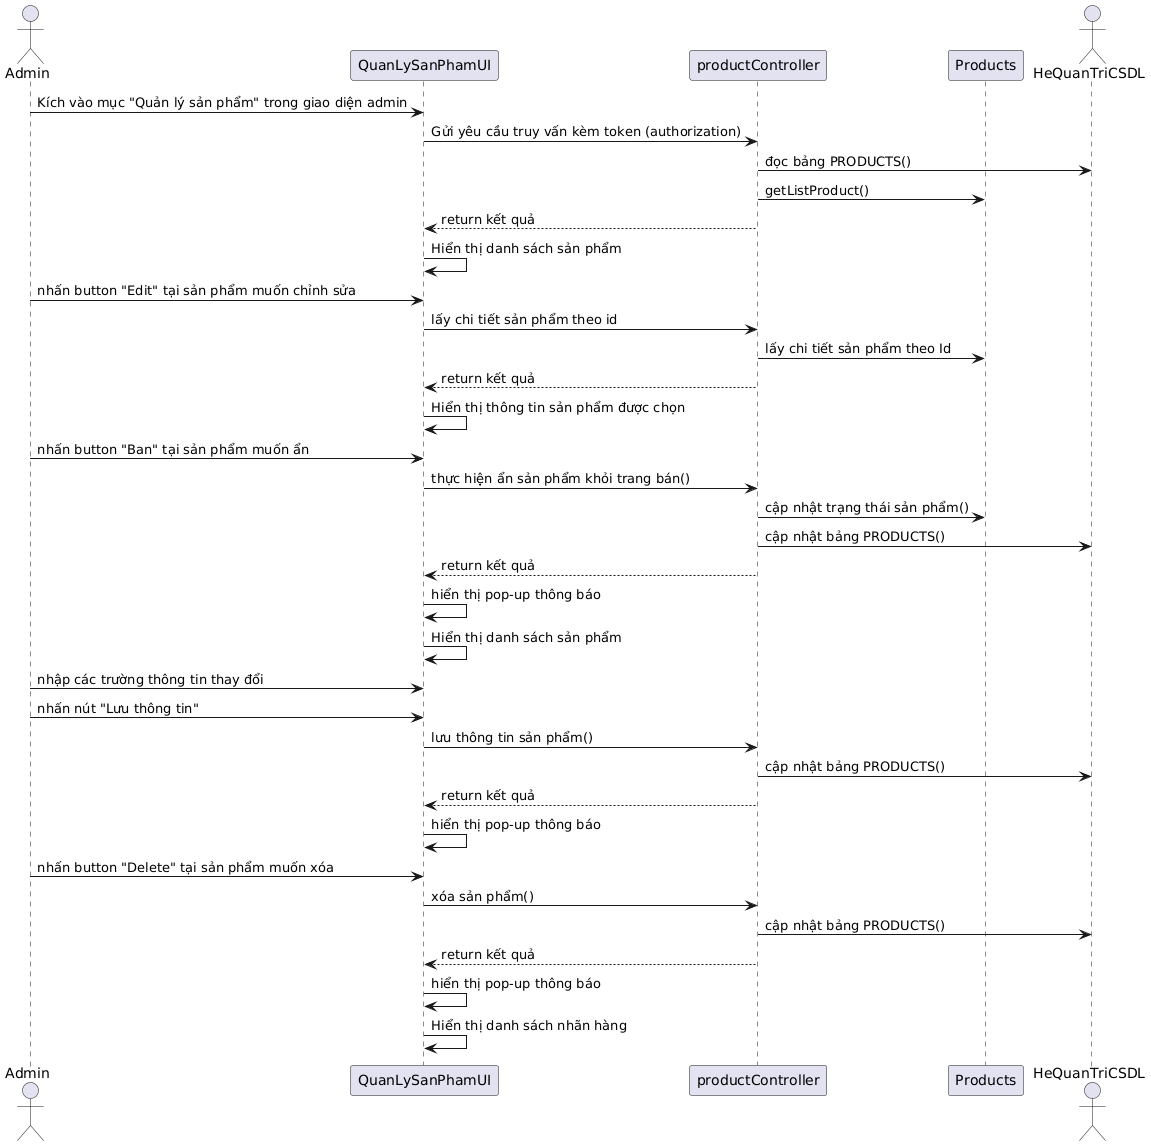 Admin
HeQuanTriCSDL
QuanLySanPhamUI
productController
Products
Kích vào mục "Quản lý sản phẩm" trong giao diện admin
Gửi yêu cầu truy vấn kèm token (authorization)
đọc bảng PRODUCTS()
getListProduct()
return kết quả
Hiển thị danh sách sản phẩm
nhấn button "Edit" tại sản phẩm muốn chỉnh sửa
lấy chi tiết sản phẩm theo id
lấy chi tiết sản phẩm theo Id
return kết quả
Hiển thị thông tin sản phẩm được chọn
nhấn button "Ban" tại sản phẩm muốn ẩn
thực hiện ẩn sản phẩm khỏi trang bán()
cập nhật trạng thái sản phẩm()
cập nhật bảng PRODUCTS()
return kết quả
hiển thị pop-up thông báo
Hiển thị danh sách sản phẩm
nhập các trường thông tin thay đổi
nhấn nút "Lưu thông tin"
lưu thông tin sản phẩm()
cập nhật bảng PRODUCTS()
return kết quả
hiển thị pop-up thông báo
nhấn button "Delete" tại sản phẩm muốn xóa
xóa sản phẩm()
cập nhật bảng PRODUCTS()
return kết quả
hiển thị pop-up thông báo
Hiển thị danh sách nhãn hàng
Admin
QuanLySanPhamUI
productController
Products
HeQuanTriCSDL